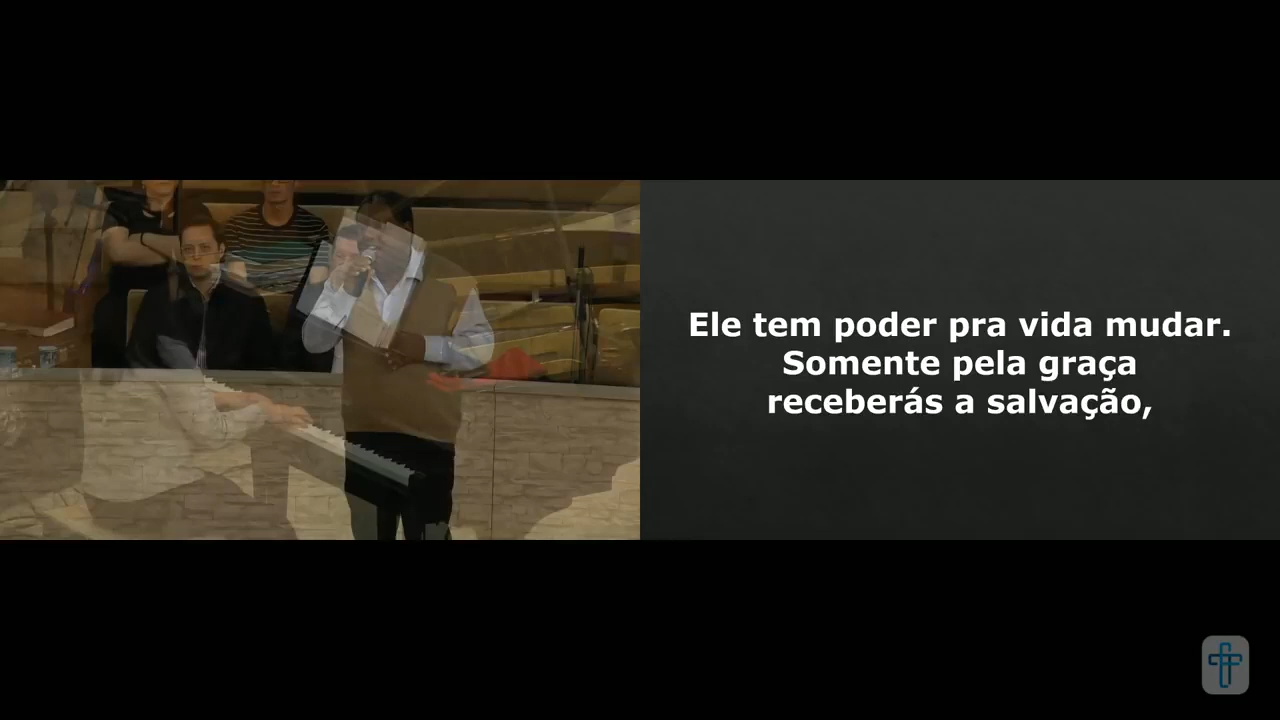 Ele tem poder pra vida mudar.
Somente pela graça
receberás a salvação,